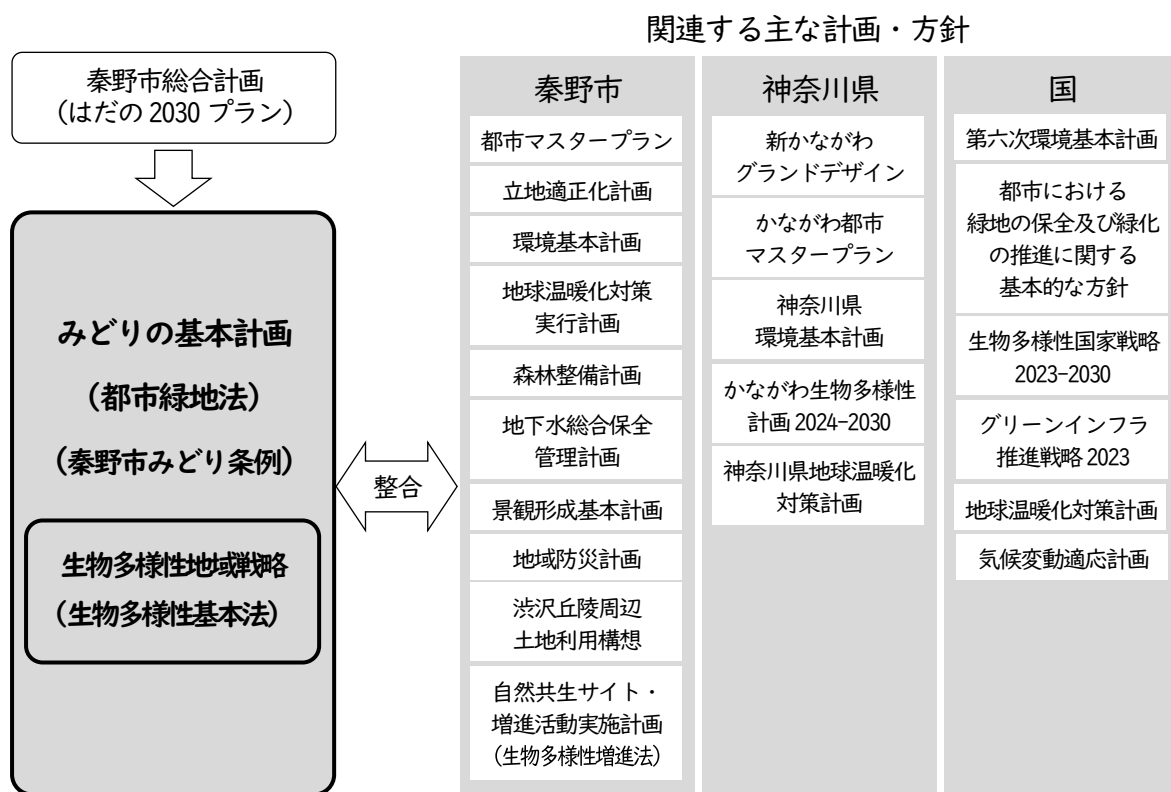 関連する主な計画・方針
秦野市総合計画
(はだの 2030 プラン)
みどりの基本計画
(都市緑地法)
(秦野市みどり条例)
生物多様性地域戦略
(生物多様性基本法)
整合
秦野市
都市マスタープラン
立地適正化計画
環境基本計画
地球温暖化対策
実行計画
森林整備計画
地下水総合保全
管理計画
景観形成基本計画
地域防災計画
渋沢丘陵周辺
土地利用構想
自然共生サイト・
増進活動実施計画
(生物多様性増進法)
神奈川県
新かながわ
グランドデザイン
かながわ都市
マスタープラン
神奈川県
環境基本計画
かながわ生物多様性
計画 2024-2030
神奈川県地球温暖化
対策計画
国
第六次環境基本計画
都市における
緑地の保全及び緑化
の推進に関する
基本的な方針
生物多様性国家戦略
2023-2030
グリーンインフラ
推進戦略 2023
地球温暖化対策計画
気候変動適応計画